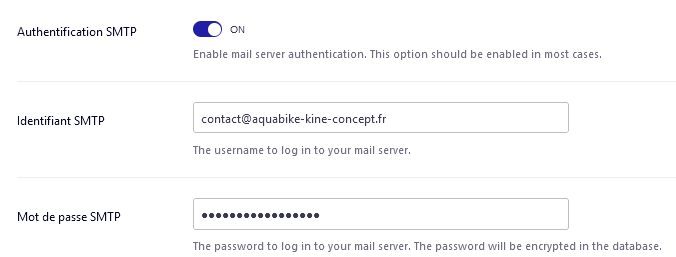 Authentification SMTP
ON
Enable mail server authentication. This option should be enabled in most cases.
Identifiant SMTP
contact@aquabike-kine-concept.fr
The username to log in to your mail server.
Mot de passe SMTP
•••••••••••••••••
The password to log in to your mail server. The password will be encrypted in the database.